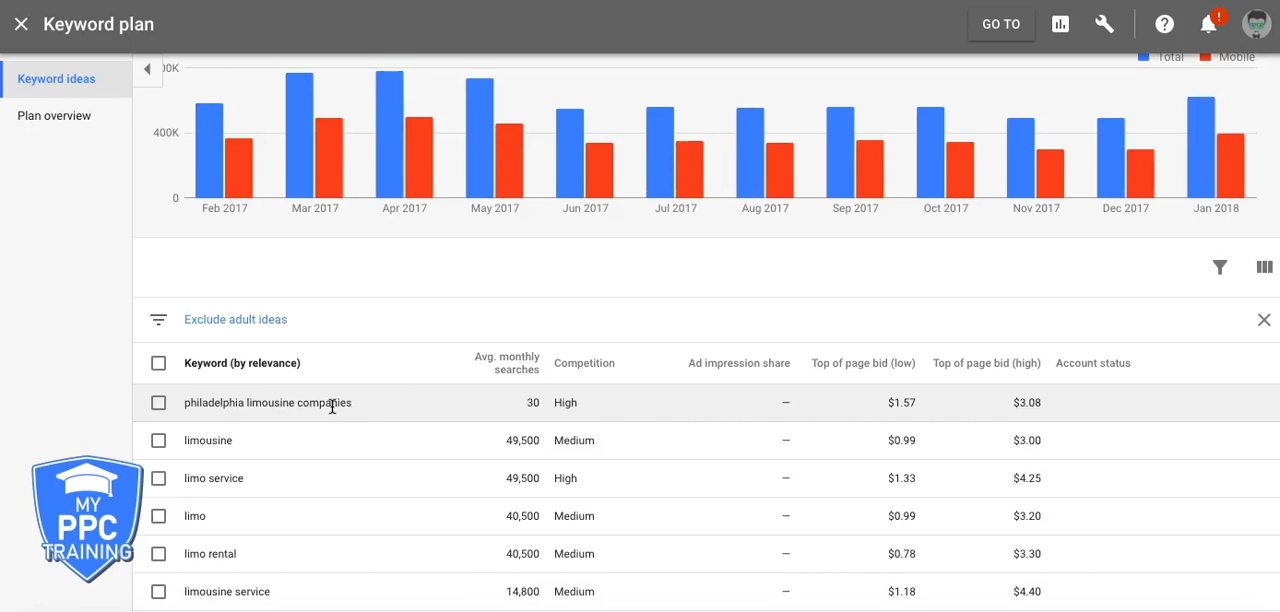 Keyword plan
GO TO
!
Keyword ideas
Plan overview
Total
Mobile
00K
400K
0
Feb 2017
Mar 2017
Apr 2017
May 2017
Jun 2017
Jul 2017
Aug 2017
Sep 2017
Oct 2017
Nov 2017
Dec 2017
Jan 2018
Exclude adult ideas
Keyword (by relevance) Avg. monthly searches Competition Ad impression share Top of page bid (low) Top of page bid (high) Account status
philadelphia limousine companies 30 High – $1.57 $3.08
limousine 49,500 Medium – $0.99 $3.00
limo service 49,500 High – $1.33 $4.25
limo 40,500 Medium – $0.99 $3.20
limo rental 40,500 Medium – $0.78 $3.30
limousine service 14,800 Medium – $1.18 $4.40
MY
PPC
TRAINING